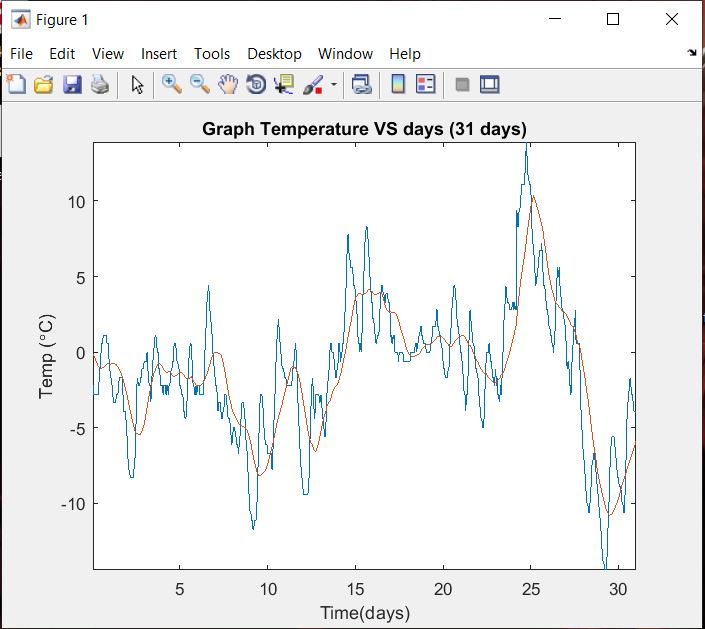 Figure 1
File Edit View Insert Tools Desktop Window Help
Graph Temperature VS days (31 days)
10
5
0
-5
-10
Temp (°C)
5 10 15 20 25 30
Time(days)